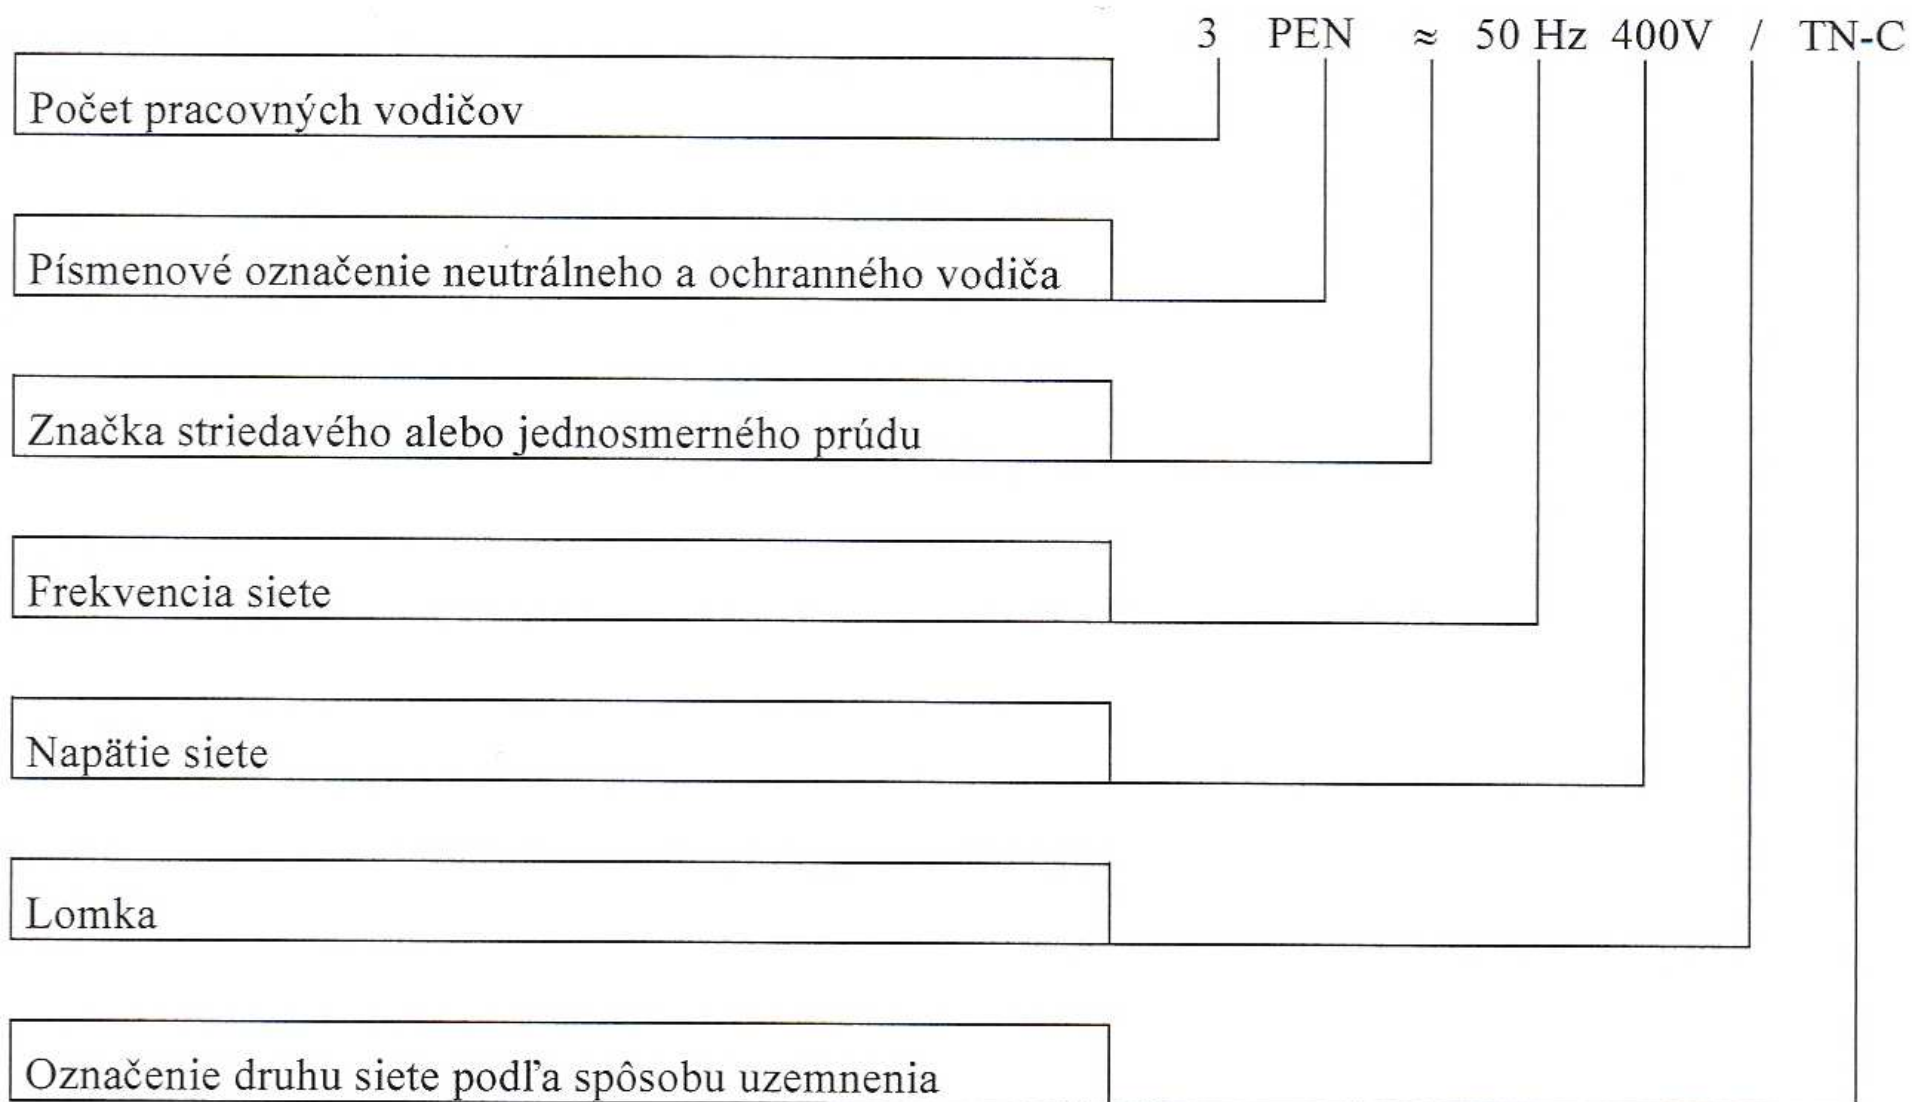 3 PEN ≈ 50 Hz 400V / TN-C
Počet pracovných vodičov
Písmenové označenie neutrálneho a ochranného vodiča
Značka striedavého alebo jednosmerného prúdu
Frekvencia siete
Napätie siete
Lomka
Označenie druhu siete podľa spôsobu uzemnenia